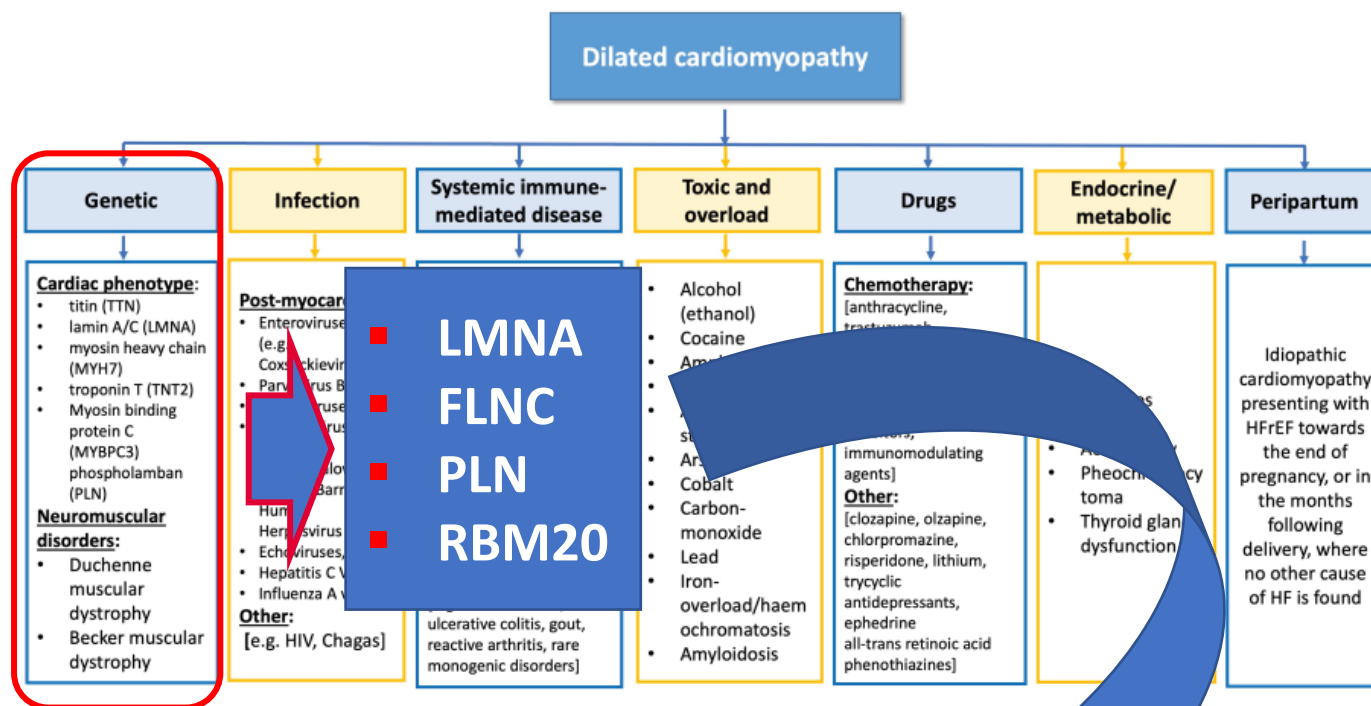 Dilated cardiomyopathy
Genetic
Cardiac phenotype:
• titin (TTN)
• lamin A/C (LMNA)
• myosin heavy chain
(MYH7)
• troponin T (TNT2)
• Myosin binding
protein C
(MYBPC3)
phospholamban
(PLN)
Neuromuscular
disorders:
• Duchenne
muscular
dystrophy
• Becker muscular
dystrophy
Infection
• Enteroviruse
(e.g.
• Echoviruses,
• Hepatitis C V
• Influenza A
Other:
[e.g. HIV, Chagas]
▪ LMNA
▪ FLNC
▪ PLN
▪ RBM20
Systemic immune-
mediated disease
ulcerative colitis, gout,
reactive arthritis, rare
monogenic disorders]
Toxic and
overload
• Alcohol
(ethanol)
• Cocaine
• Cobalt
• Carbon-
monoxide
• Lead
• Iron-
overload/haem
ochromatosis
• Amyloidosis
Drugs
Chemotherapy:
[anthracycline,
immunomodulating
agents]
Other:
[clozapine, olzapine,
chlorpromazine,
risperidone, lithium,
trycyclic
antidepressants,
ephedrine
all-trans retinoic acid
phenothiazines]
Endocrine/
metabolic
toma
• Thyroid glan
dysfunction
Peripartum
Idiopathic
cardiomyopathy
presenting with
HFrEF towards
the end of
pregnancy, or in
the months
following
delivery, where
no other cause
of HF is found